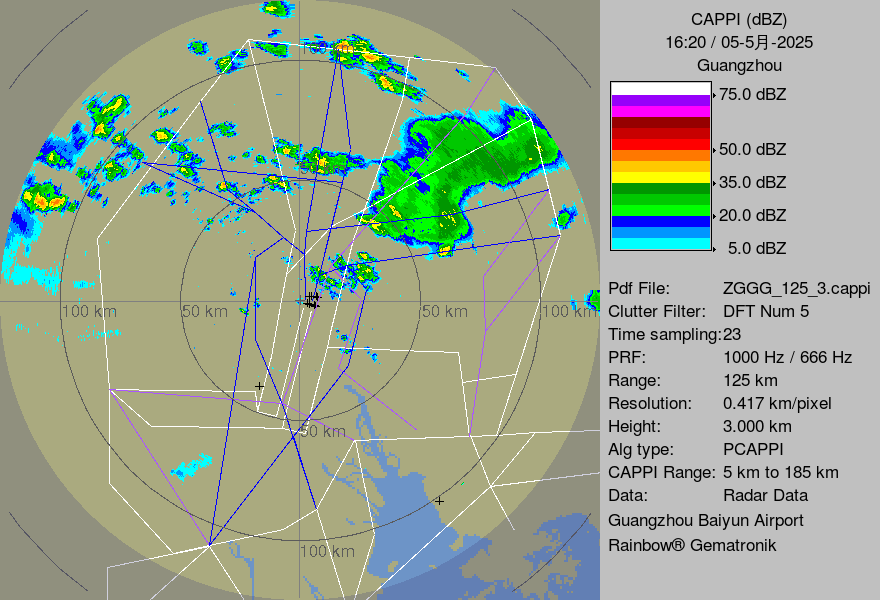 CAPPI (dBZ)
16:20 / 05-5月-2025
Guangzhou
75.0 dBZ
50.0 dBZ
35.0 dBZ
20.0 dBZ
5.0 dBZ
Pdf File: ZGGG_125_3.cappi
Clutter Filter: DFT Num 5
Time sampling:23
PRF: 1000 Hz / 666 Hz
Range: 125 km
Resolution: 0.417 km/pixel
Height: 3.000 km
Alg type: PCAPPI
CAPPI Range: 5 km to 185 km
Data: Radar Data
Guangzhou Baiyun Airport
Rainbow® Gematronik
100 km
50 km
50 km
100 km
50 km
100 km